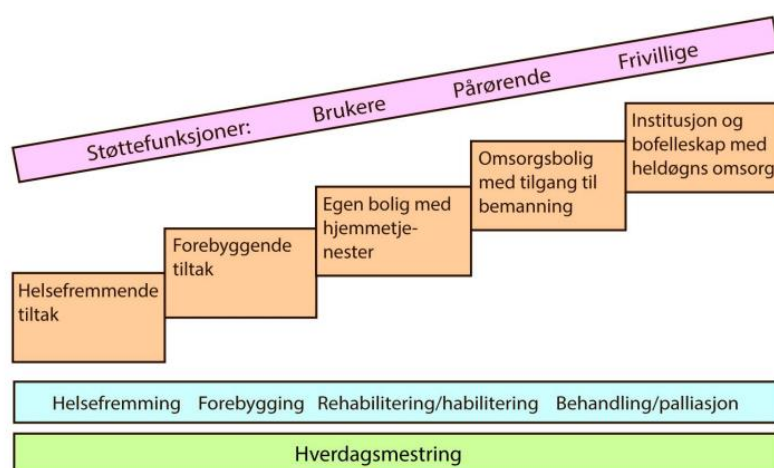 Støttefunksjoner: Brukere Pårørende Frivillige
Helsefremmende
tiltak
Forebyggende
tiltak
Egen bolig med
hjemmetje-
nester
Omsorgsbolig
med tilgang til
bemanning
Institusjon og
bofelleskap med
heldøgns omsorg
Helsefremming Forebygging Rehabilitering/habilitering Behandling/palliasjon
Hverdagsmestring